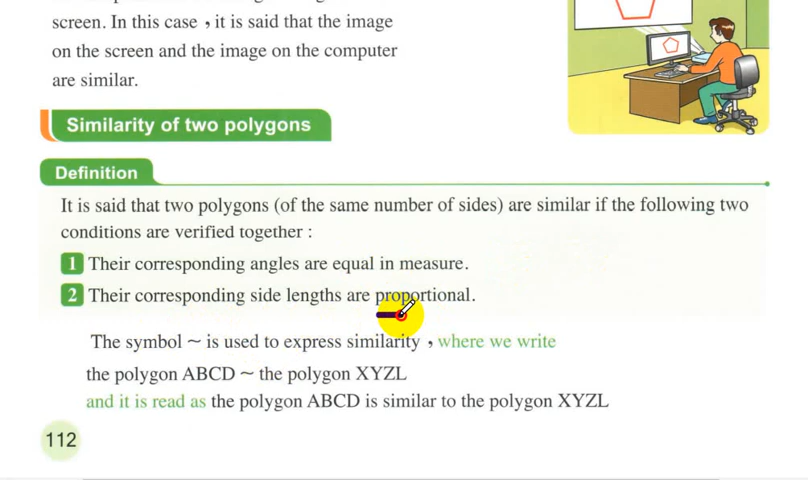 screen. In this case , it is said that the image
on the screen and the image on the computer
are similar.
Similarity of two polygons
Definition
It is said that two polygons (of the same number of sides) are similar if the following two
conditions are verified together :
1 Their corresponding angles are equal in measure.
2 Their corresponding side lengths are proportional.
The symbol ~ is used to express similarity , where we write
the polygon ABCD ~ the polygon XYZL
and it is read as the polygon ABCD is similar to the polygon XYZL
112